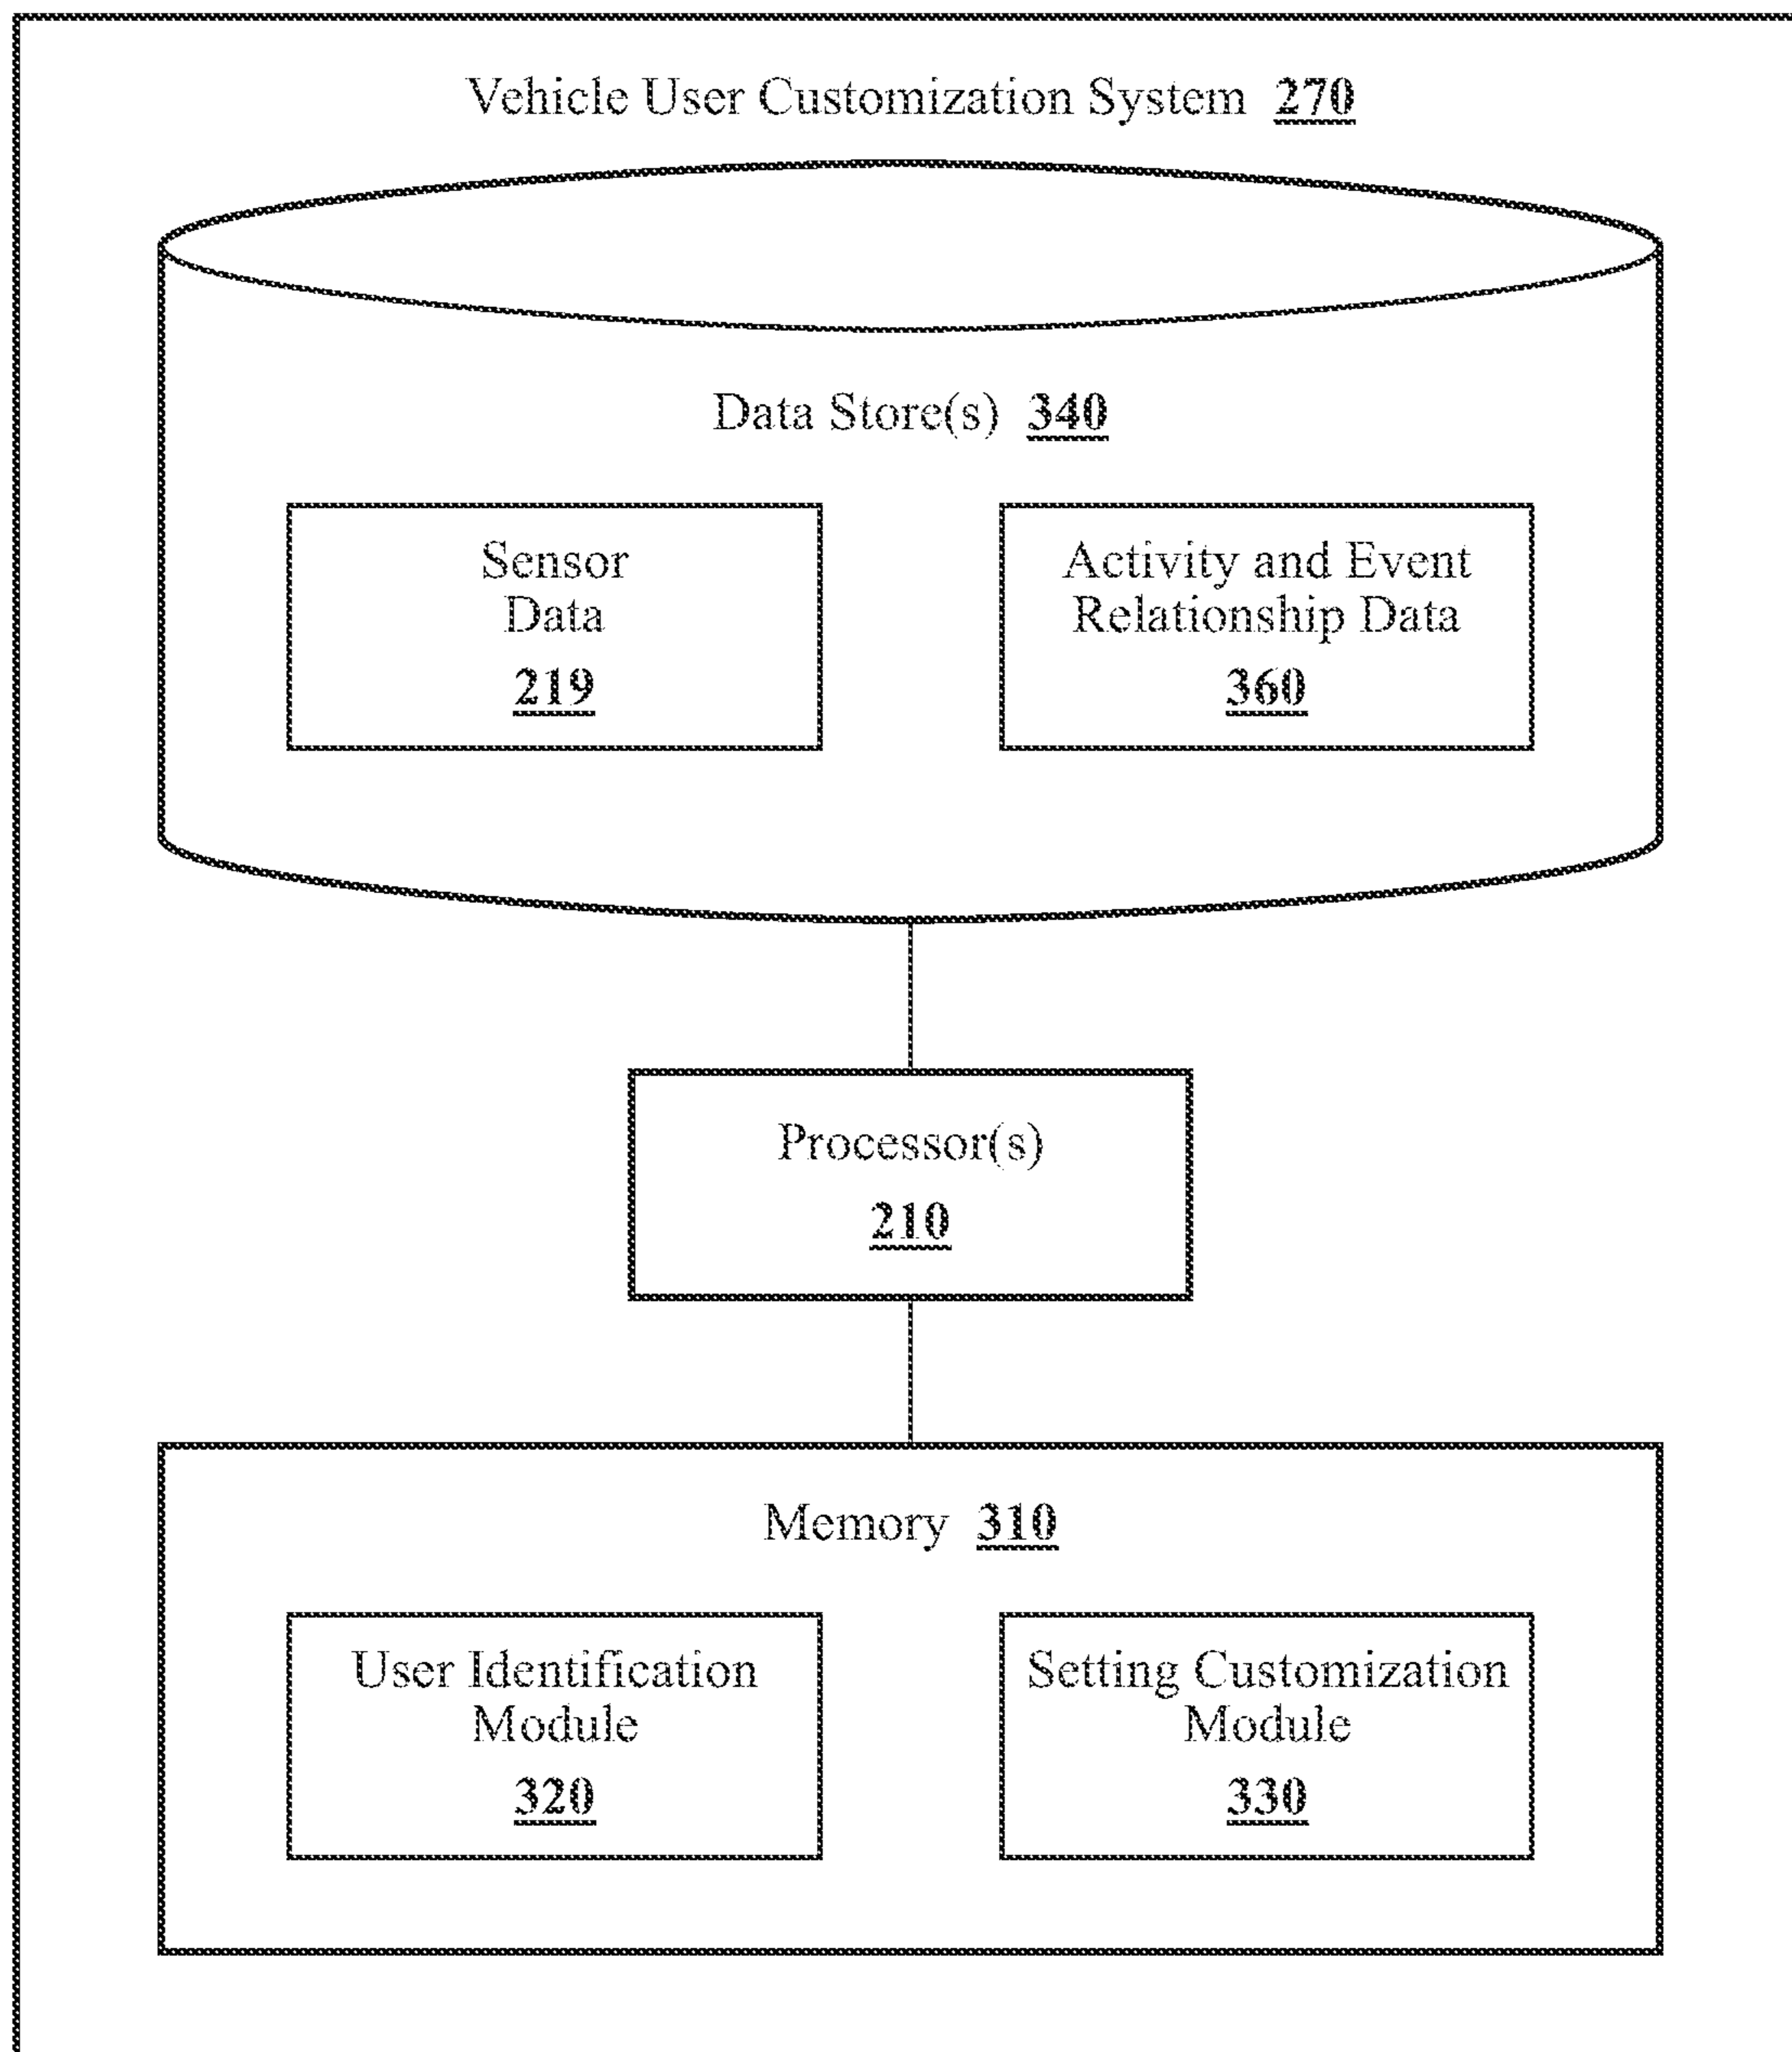 Vehicle User Customization System 270
Data Store(s) 340
Sensor
Data
219
Activity and Event
Relationship Data
360
Processor(s)
210
Memory 310
User Identification
Module
320
Setting Customization
Module
330